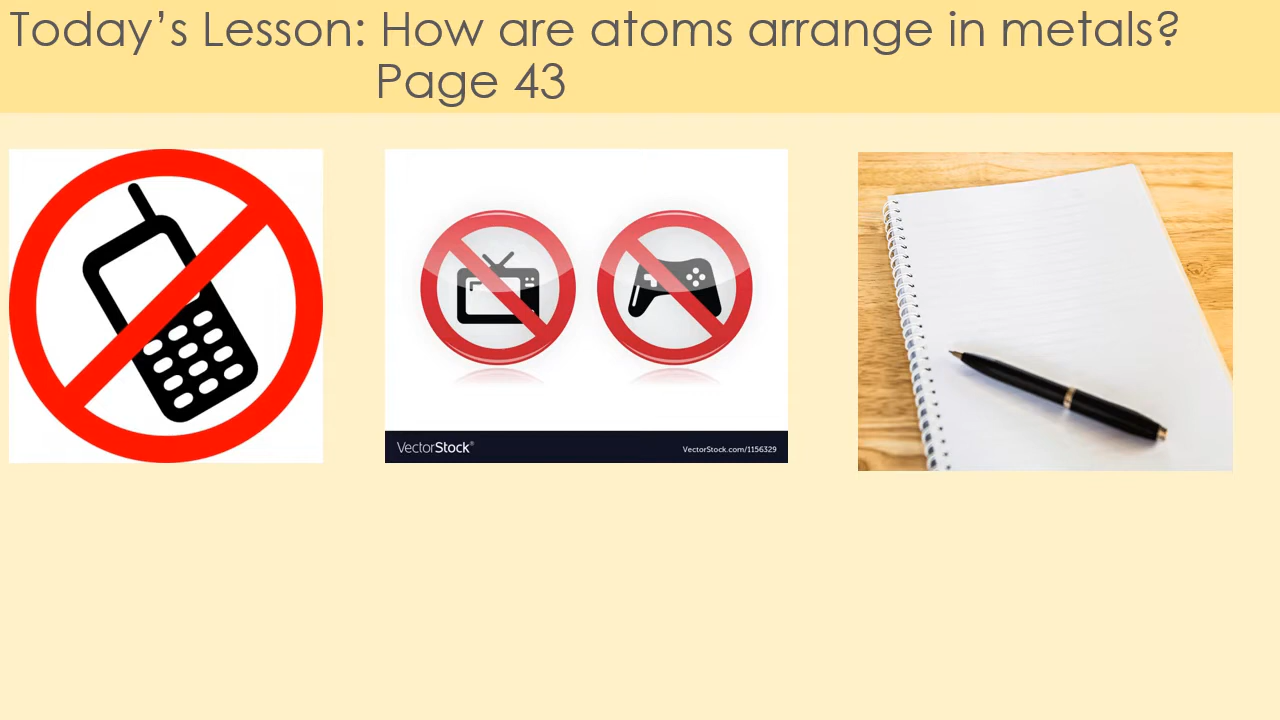 Today’s Lesson: How are atoms arrange in metals?
Page 43
VectorStock®
VectorStock.com/1156329